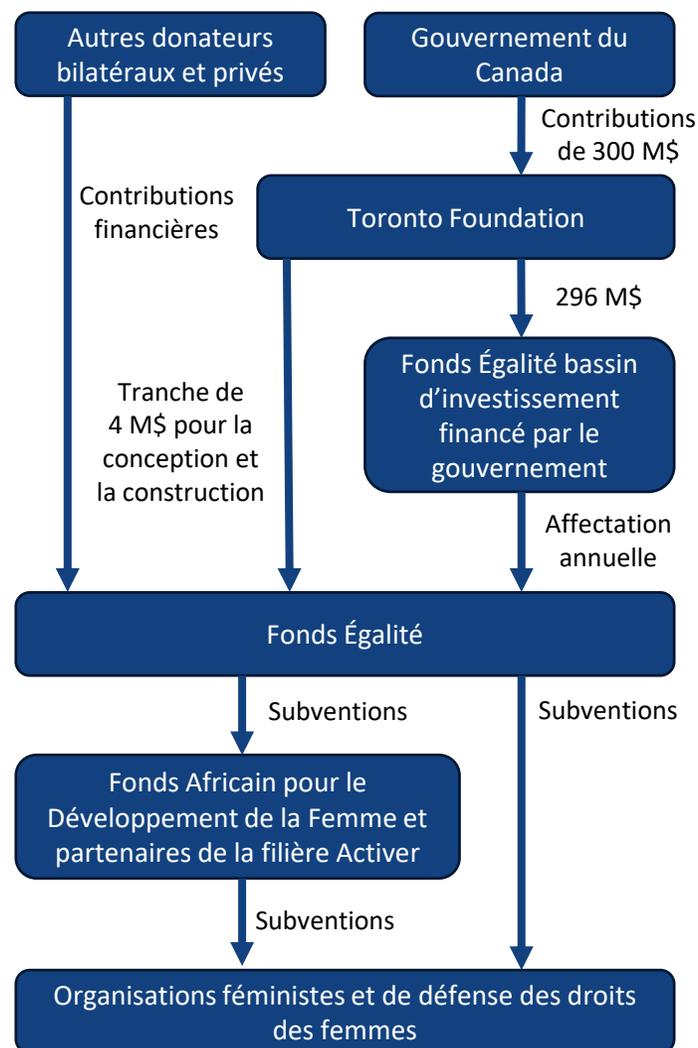 Autres donateurs
bilatéraux et privés
Gouvernement du
Canada
Contributions
de 300 M$
Contributions
financières
Toronto Foundation
296 M$
Tranche de
4 M$ pour la
conception et
la construction
Fonds Égalité bassin
d’investissement
financé par le
gouvernement
Affectation
annuelle
Fonds Égalité
Subventions
Subventions
Fonds Africain pour le
Développement de la Femme et
partenaires de la filière Activer
Subventions
Organisations féministes et de défense des droits
des femmes